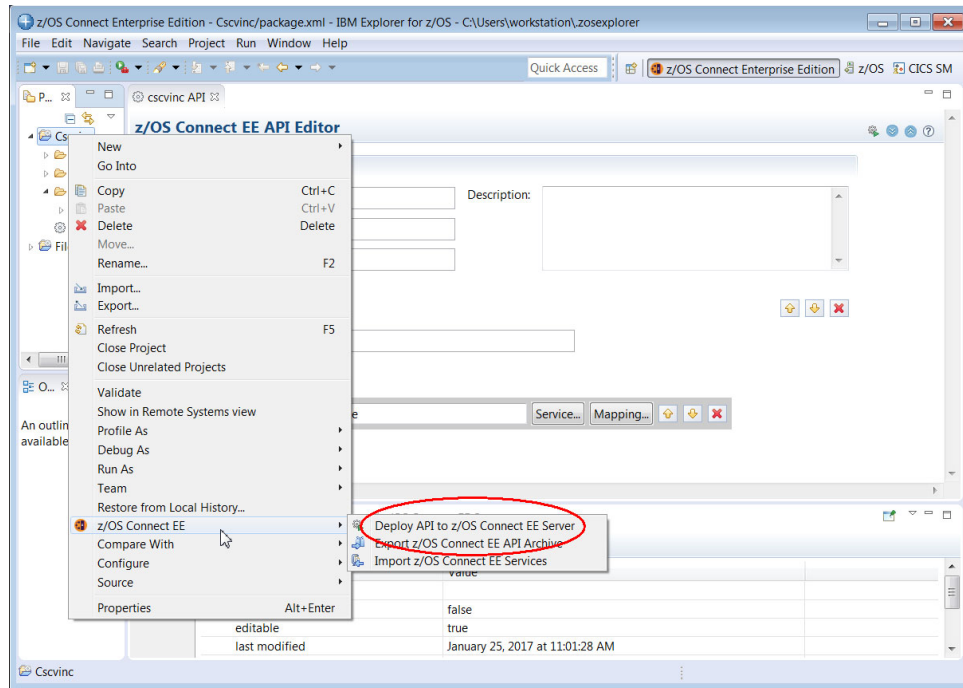 z/OS Connect Enterprise Edition - Cscvinc/package.xml - IBM Explorer for z/OS - C:\Users\workstation\.zosexplorer
File Edit Navigate Search Project Run Window Help
Quick Access
z/OS Connect Enterprise Edition
z/OS
CICS SM
P...
cscvinc API
z/OS Connect EE API Editor
Cs
New
Go Into
Description:
Copy Ctrl+C
Paste Ctrl+V
Delete Delete
Move...
Fil
Rename... F2
Import...
Export...
Refresh F5
Close Project
Close Unrelated Projects
O...
Validate
Show in Remote Systems view
e
Service...
Mapping...
An outlin
available
Profile As
Debug As
Run As
Team
Restore from Local History...
z/OS Connect EE
Deploy API to z/OS Connect EE Server
Compare With
Export z/OS Connect EE API Archive
Configure
Import z/OS Connect EE Services
Source
Value
Properties Alt+Enter
false
editable true
last modified January 25, 2017 at 11:01:28 AM
Cscvinc